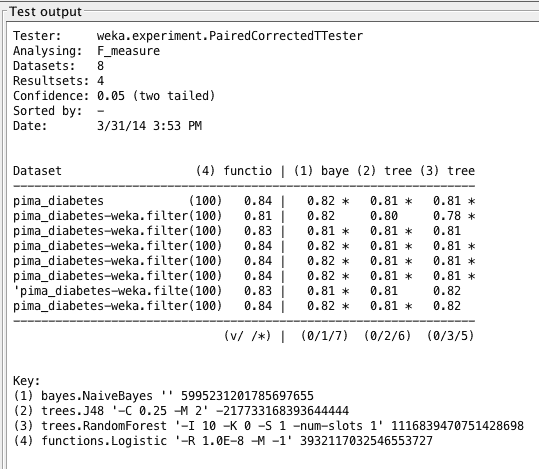 Test output
Tester: weka.experiment.PairedCorrectedTTester
Analysing: F_measure
Datasets: 8
Resultsets: 4
Confidence: 0.05 (two tailed)
Sorted by: -
Date: 3/31/14 3:53 PM
Dataset (4) functio | (1) baye (2) tree (3) tree
--------------------------------------------------------------
pima_diabetes (100) 0.84 | 0.82 * 0.81 * 0.81 *
pima_diabetes-weka.filter(100) 0.81 | 0.82 0.80 0.78 *
pima_diabetes-weka.filter(100) 0.83 | 0.81 * 0.81 * 0.81
pima_diabetes-weka.filter(100) 0.84 | 0.82 * 0.81 * 0.81 *
pima_diabetes-weka.filter(100) 0.84 | 0.82 * 0.81 * 0.81 *
pima_diabetes-weka.filter(100) 0.84 | 0.82 * 0.81 * 0.81 *
'pima_diabetes-weka.filte(100) 0.83 | 0.81 * 0.81 0.82
pima_diabetes-weka.filter(100) 0.84 | 0.82 * 0.81 * 0.82
--------------------------------------------------------------
(v/ /*) | (0/1/7) (0/2/6) (0/3/5)
Key:
(1) bayes.NaiveBayes '' 5995231201785697655
(2) trees.J48 '-C 0.25 -M 2' -217733168393644444
(3) trees.RandomForest '-I 10 -K 0 -S 1 -num-slots 1' 1116839470751428698
(4) functions.Logistic '-R 1.0E-8 -M -1' 3932117032546553727